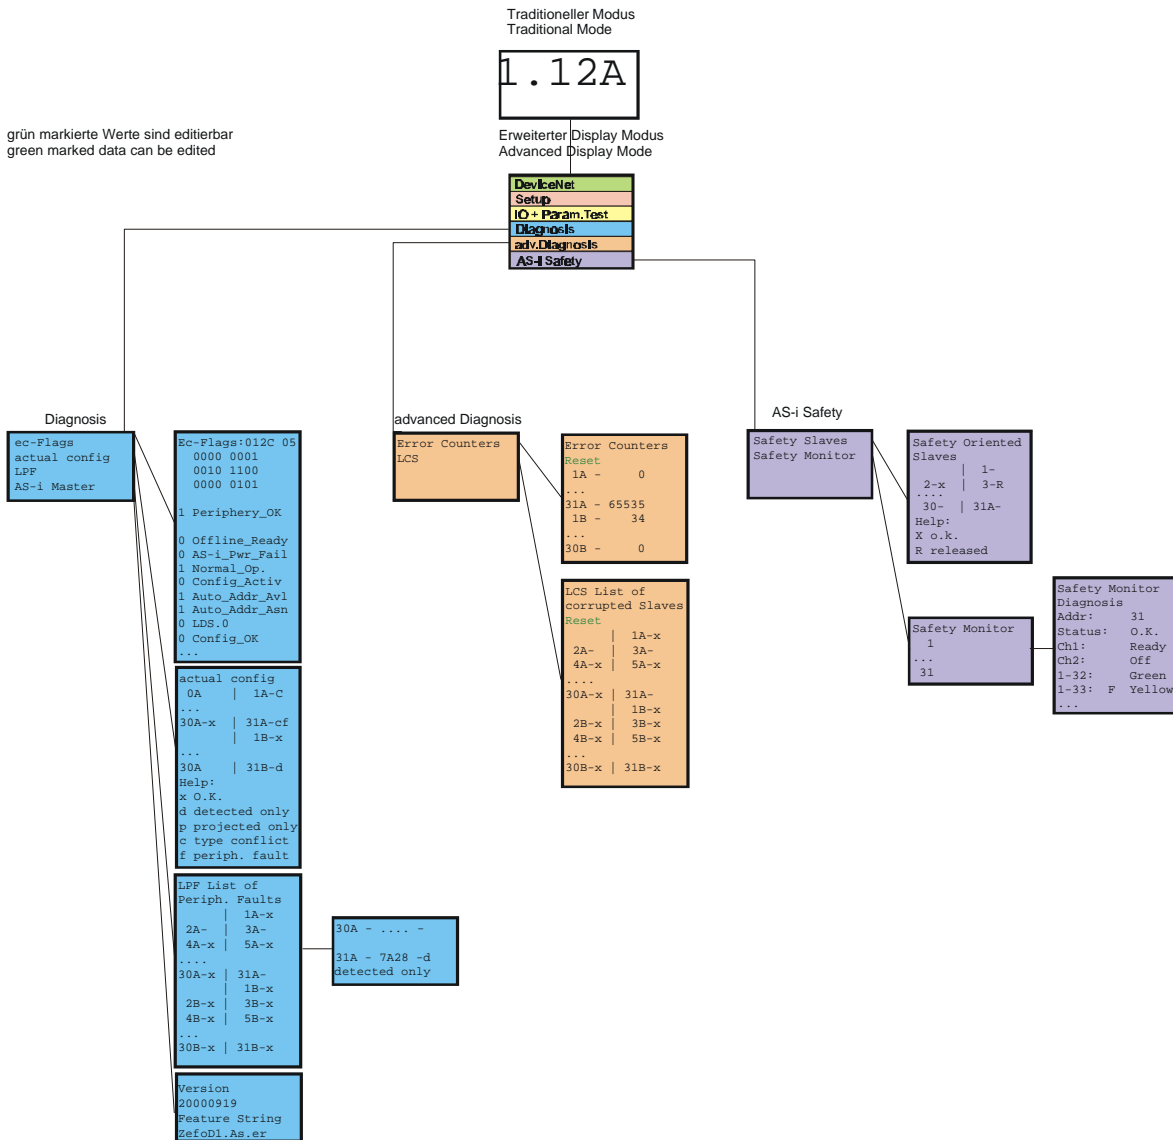 Traditioneller Modus
Traditional Mode
1.12A
grün markierte Werte sind editierbar
green marked data can be edited
Erweiterter Display Modus
Advanced Display Mode
DeviceNet
Setup
IO + Param.Test
Diagnosis
adv.Diagnosis
AS-I Safety
Diagnosis
ec-Flags
actual config
LPF
AS-i Master
Ec-Flags:012C 05
0000 0001
0010 1100
0000 0101
1 Periphery_OK
0 Offline_Ready
0 AS-i_Pwr_Fail
1 Normal_Op.
0 Config_Activ
1 Auto_Addr_Avl
1 Auto_Addr_Asn
0 LDS.0
0 Config_OK
...
actual config
0A | 1A-C
...
30A-x | 31A-cf
| 1B-x
...
30A | 31B-d
Help:
x O.K.
d detected only
p projected only
c type conflict
f periph. fault
LPF List of
Periph. Faults
| 1A-x
2A- | 3A-
4A-x | 5A-x
....
30A-x | 31A-
| 1B-x
2B-x | 3B-x
4B-x | 5B-x
...
30B-x | 31B-x
30A - .... -
31A - 7A28 -d
detected only
Version
20000919
Feature String
ZefoD1.As.er
advanced Diagnosis
Error Counters
LCS
Error Counters
Reset
1A - 0
...
31A - 65535
1B - 34
...
30B - 0
LCS List of
corrupted Slaves
Reset
| 1A-x
2A- | 3A-
4A-x | 5A-x
....
30A-x | 31A-
| 1B-x
2B-x | 3B-x
4B-x | 5B-x
...
30B-x | 31B-x
AS-i Safety
Safety Slaves
Safety Monitor
Safety Oriented
Slaves
| 1-
2-x | 3-R
....
30- | 31A-
Help:
X o.k.
R released
Safety Monitor
1
...
31
Safety Monitor
Diagnosis
Addr: 31
Status: O.K.
Ch1: Ready
Ch2: Off
1-32: Green
1-33: F Yellow
...